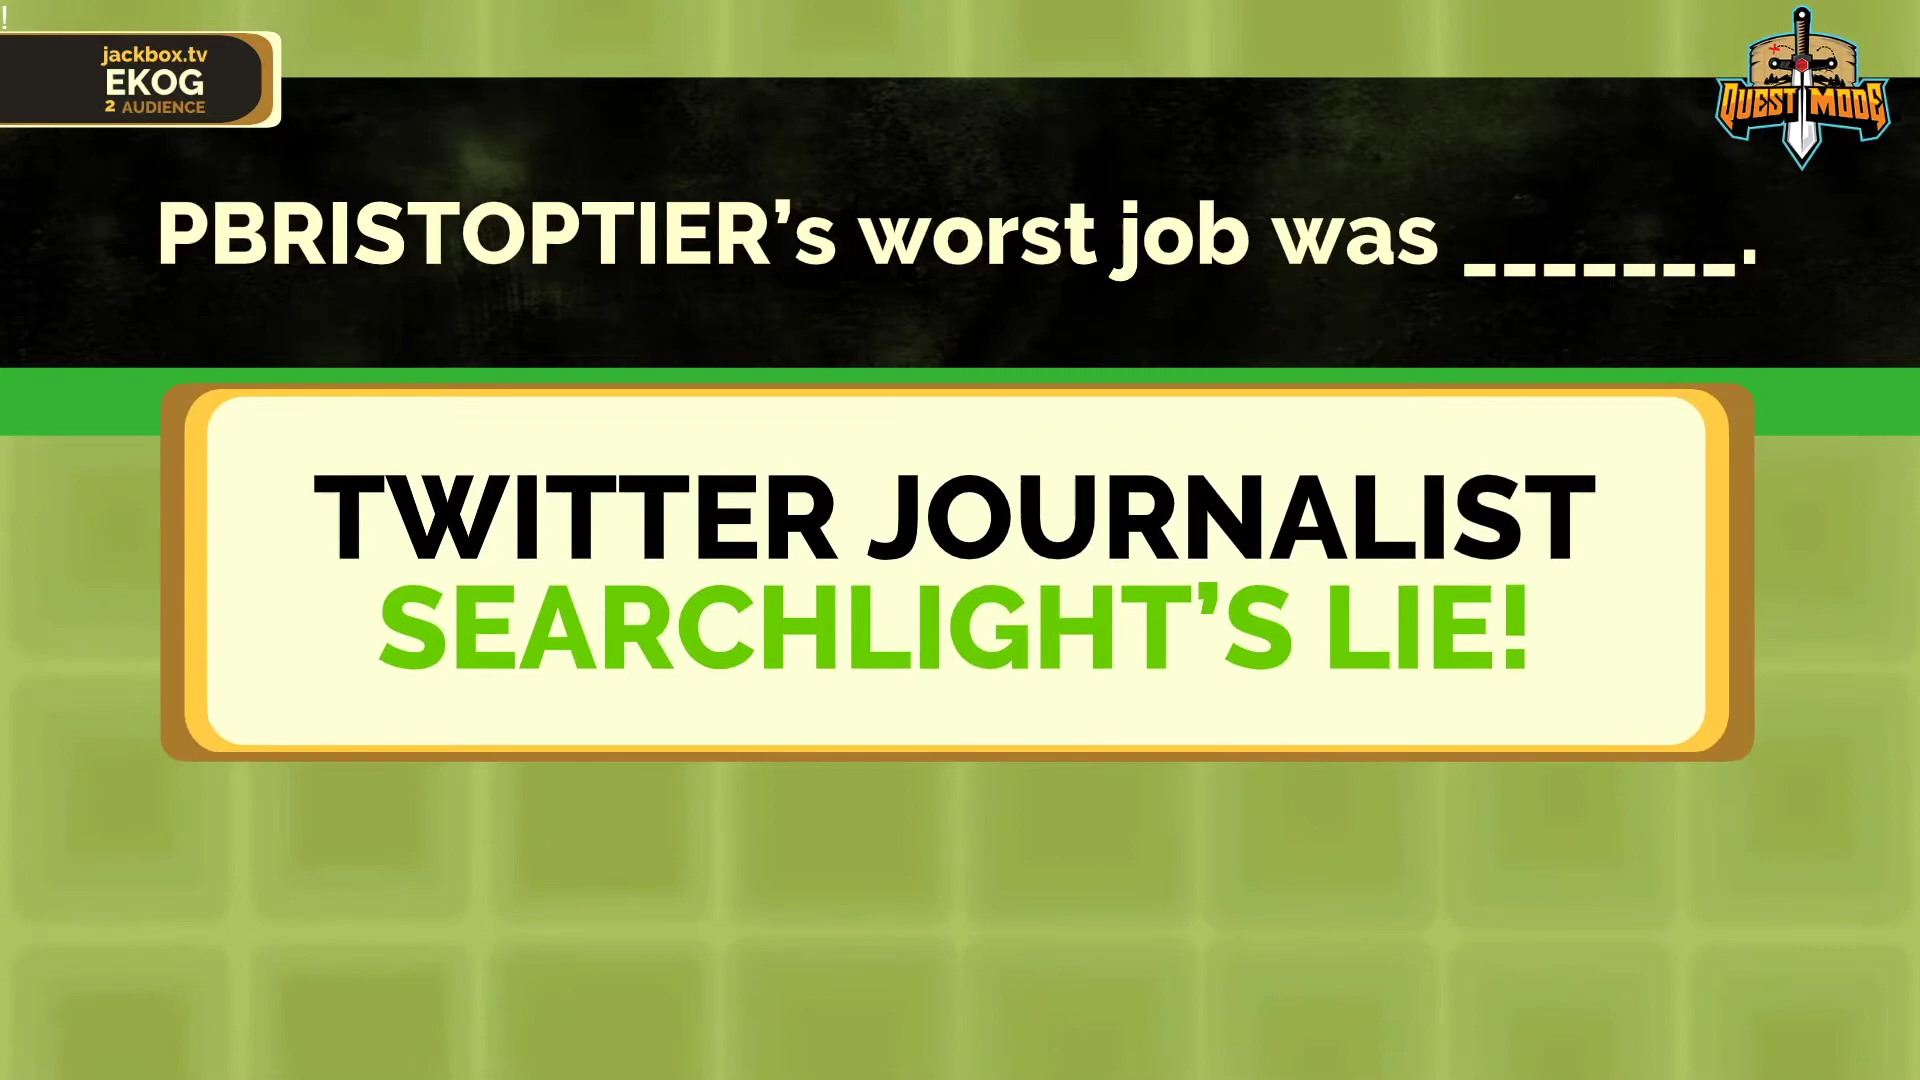 !
jackbox.tv
EKOG
2 AUDIENCE
QUEST MODE
PBRISTOPTIER’s worst job was _______.
TWITTER JOURNALIST
SEARCHLIGHT’S LIE!